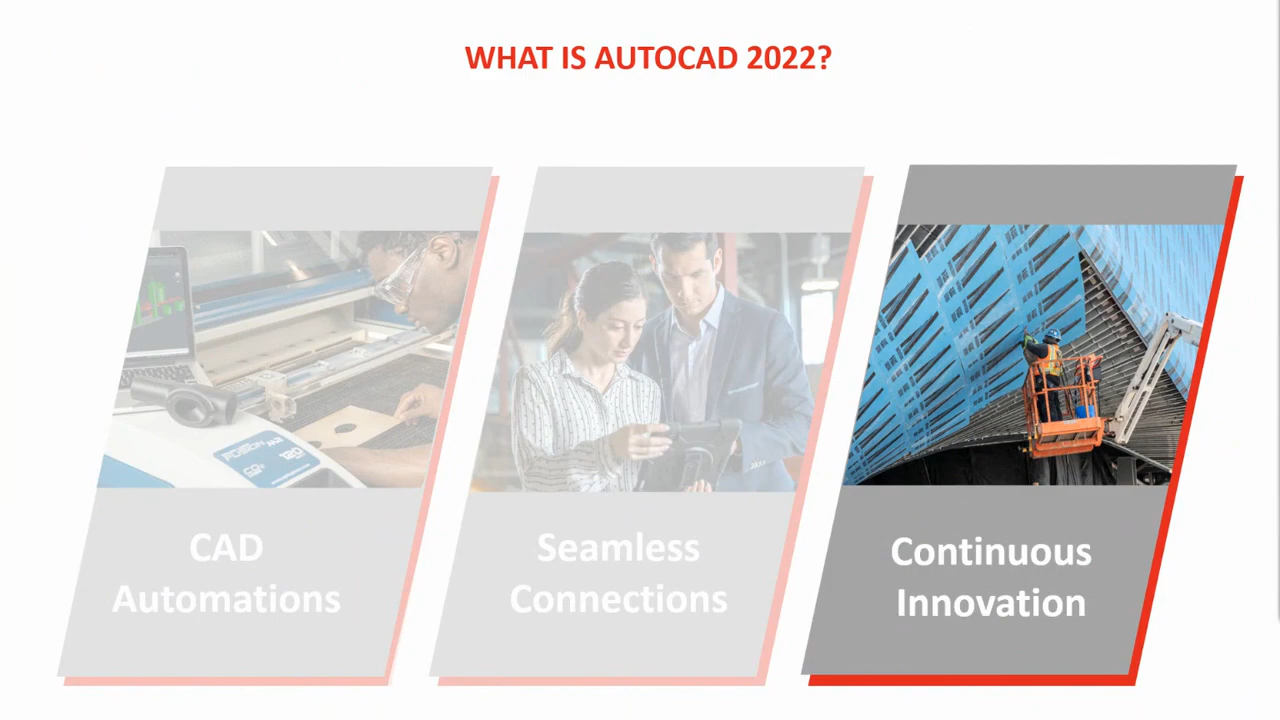 WHAT IS AUTOCAD 2022?
CAD
Automations
Seamless
Connections
Continuous
Innovation